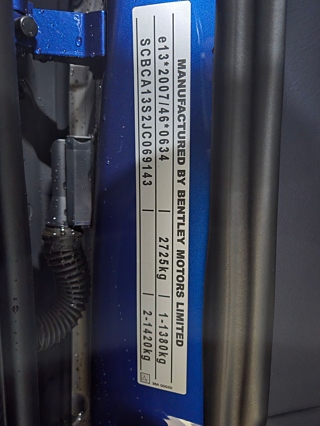 MANUFACTURED BY BENTLEY MOTORS LIMITED
e13*2007/46*0634 | 2725kg | 1-1380kg
SCBCA13S2JC069143 | | 2-1420kg